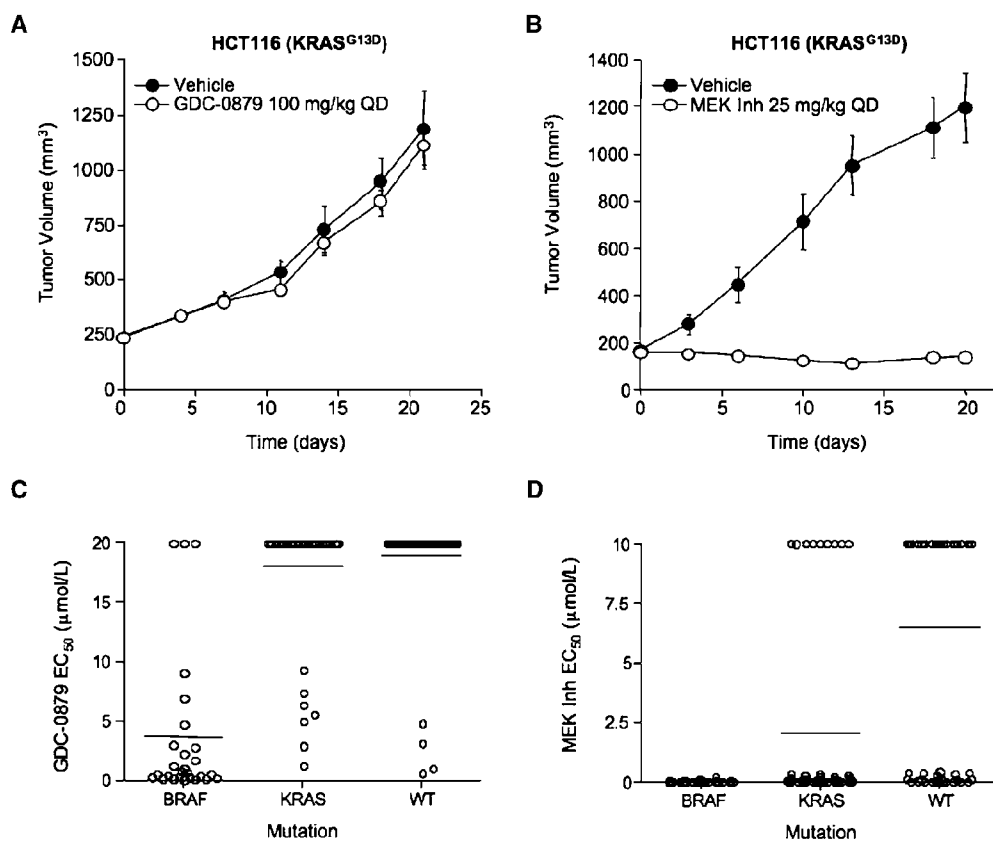 A
HCT116 (KRAS^G13D)
1500
1250
1000
750
500
250
0
Tumor Volume (mm³)
Vehicle
GDC-0879 100 mg/kg QD
0 5 10 15 20 25
Time (days)
B
HCT116 (KRAS^G13D)
1400
1200
1000
800
600
400
200
0
Tumor Volume (mm³)
Vehicle
MEK Inh 25 mg/kg QD
0 5 10 15 20
Time (days)
C
20
15
10
5
0
GDC-0879 EC₅₀ (μmol/L)
BRAF KRAS WT
Mutation
D
10
7.5
5
2.5
0
MEK Inh EC₅₀ (μmol/L)
BRAF KRAS WT
Mutation